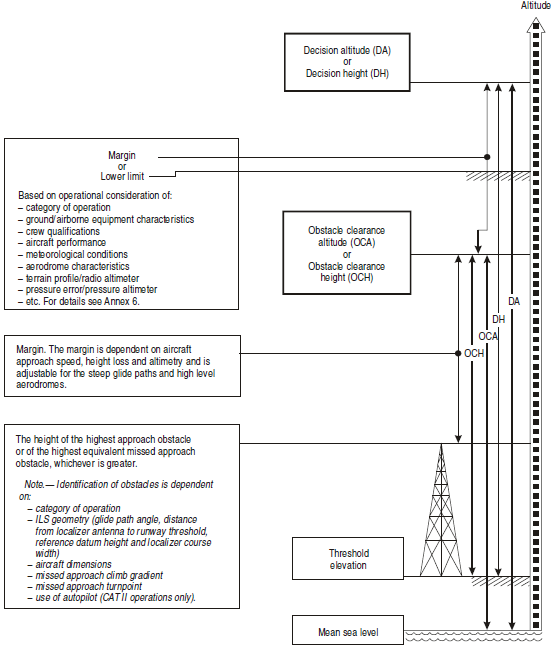 Altitude
Decision altitude (DA)
or
Decision height (DH)
Margin
or
Lower limit
Based on operational consideration of:
– category of operation
– ground/airborne equipment characteristics
– crew qualifications
– aircraft performance
– meteorological conditions
– aerodrome characteristics
– terrain profile/radio altimeter
– pressure error/pressure altimeter
– etc. For details see Annex 6.
Obstacle clearance
altitude (OCA)
or
Obstacle clearance
height (OCH)
DA
DH
OCA
OCH
Margin. The margin is dependent on aircraft
approach speed, height loss and altimetry and is
adjustable for the steep glide paths and high level
aerodromes.
The height of the highest approach obstacle
or of the highest equivalent missed approach
obstacle, whichever is greater.
Note.— Identification of obstacles is dependent
on:
– category of operation
– ILS geometry (glide path angle, distance
from localizer antenna to runway threshold,
reference datum height and localizer course
width)
– aircraft dimensions
– missed approach climb gradient
– missed approach turnpoint
– use of autopilot (CAT II operations only).
Threshold
elevation
Mean sea level